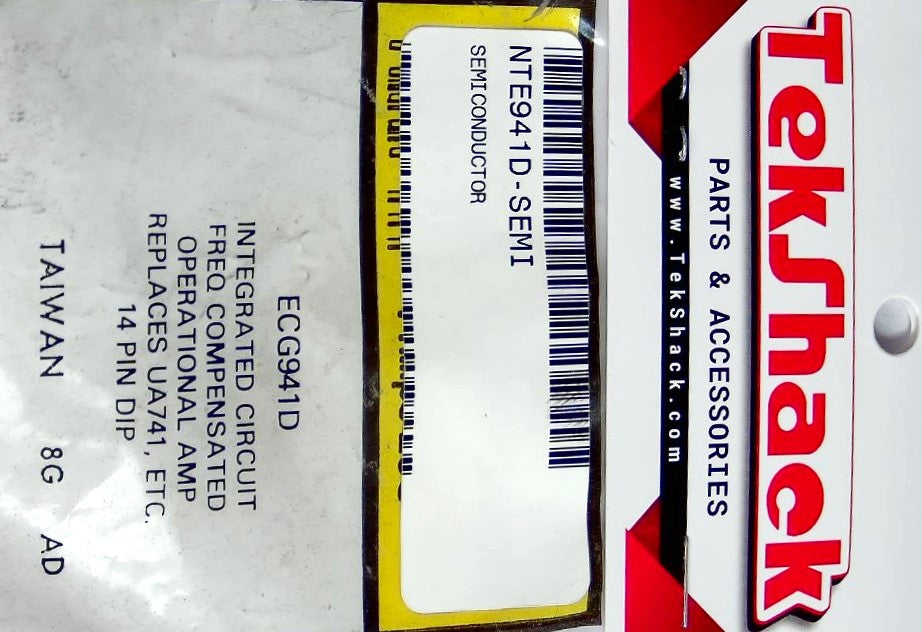 TekShack
PARTS & ACCESSORIES
www.TekShack.com
NTE941D-SEMI
SEMICONDUCTOR
ECG941D
INTEGRATED CIRCUIT
FREQ. COMPENSATED
OPERATIONAL AMP
REPLACES UA741, ETC.
14 PIN DIP
TAIWAN 8G AD